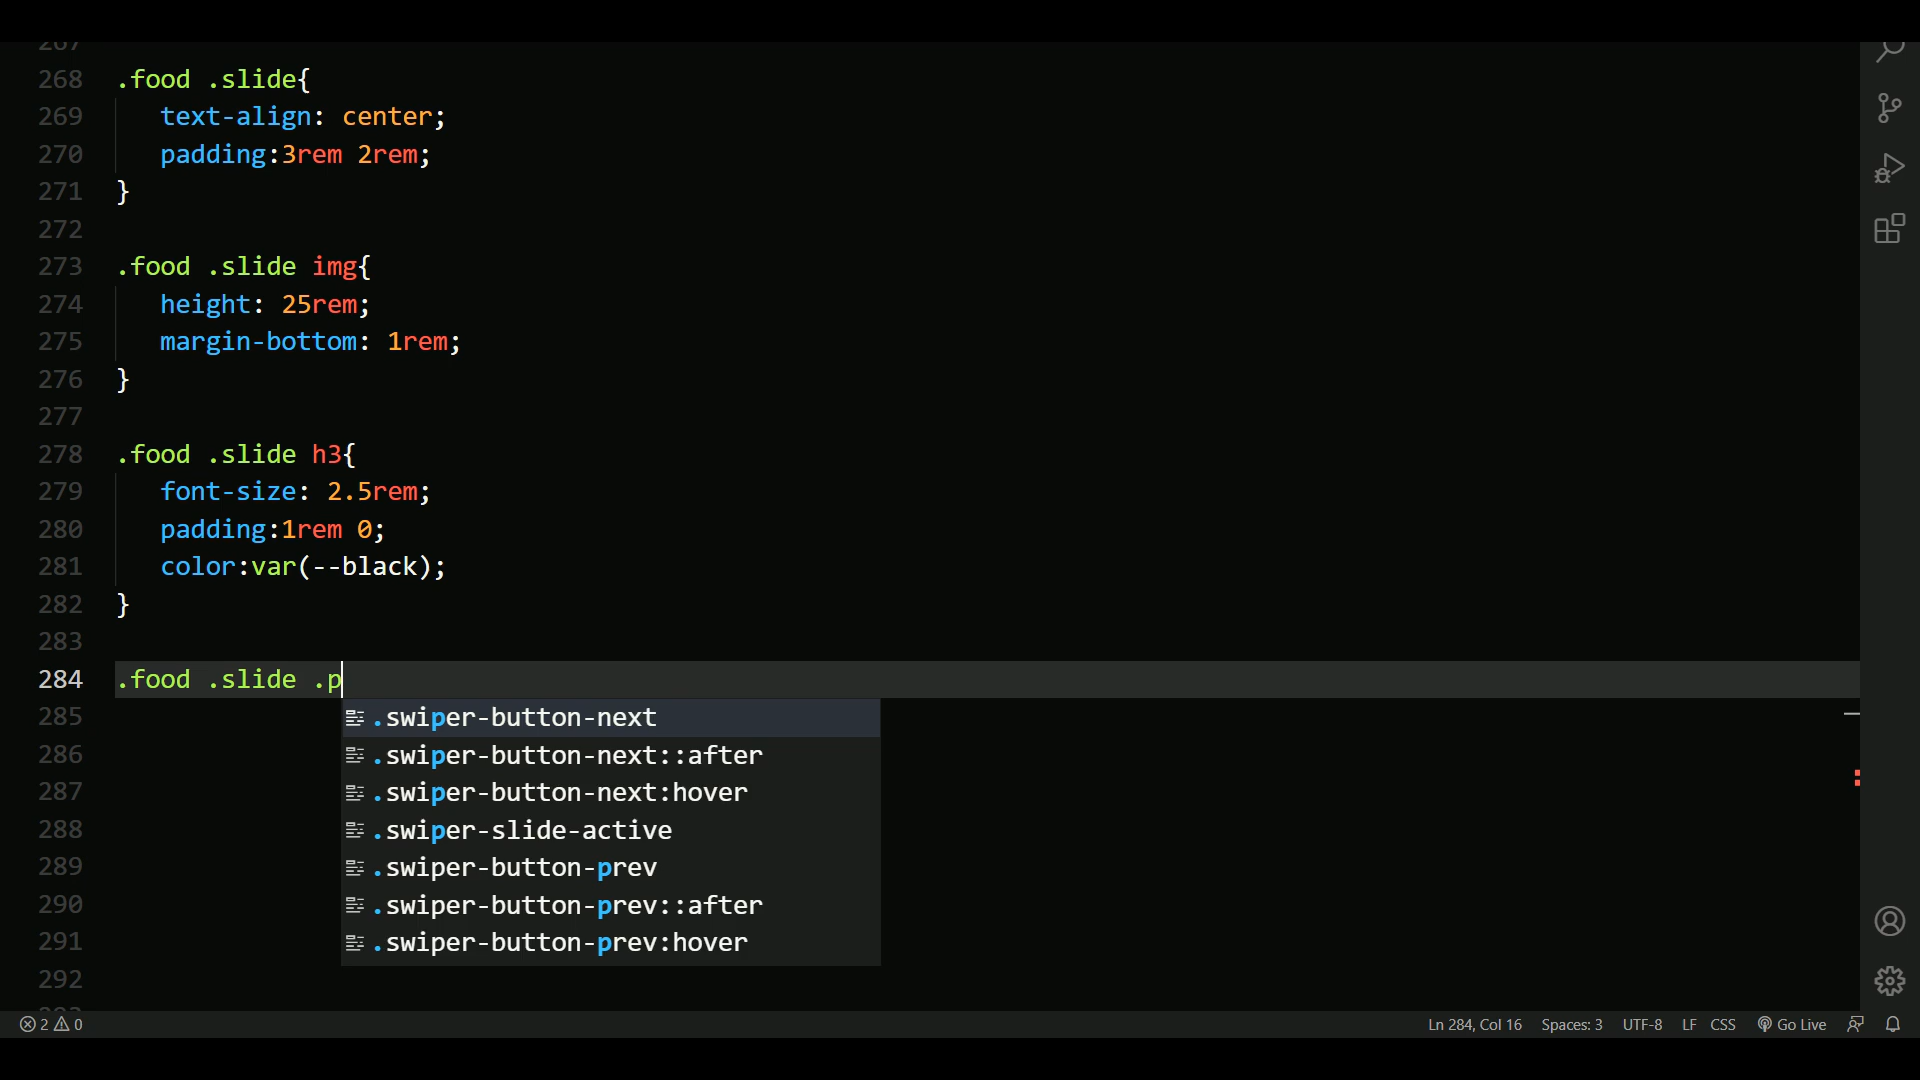 267
268 .food .slide{
269 text-align: center;
270 padding:3rem 2rem;
271 }
272
273 .food .slide img{
274 height: 25rem;
275 margin-bottom: 1rem;
276 }
277
278 .food .slide h3{
279 font-size: 2.5rem;
280 padding:1rem 0;
281 color:var(--black);
282 }
283
284 .food .slide .p
285 .swiper-button-next
286 .swiper-button-next::after
287 .swiper-button-next:hover
288 .swiper-slide-active
289 .swiper-button-prev
290 .swiper-button-prev::after
291 .swiper-button-prev:hover
292
2 0 Ln 284, Col 16 Spaces: 3 UTF-8 LF CSS Go Live